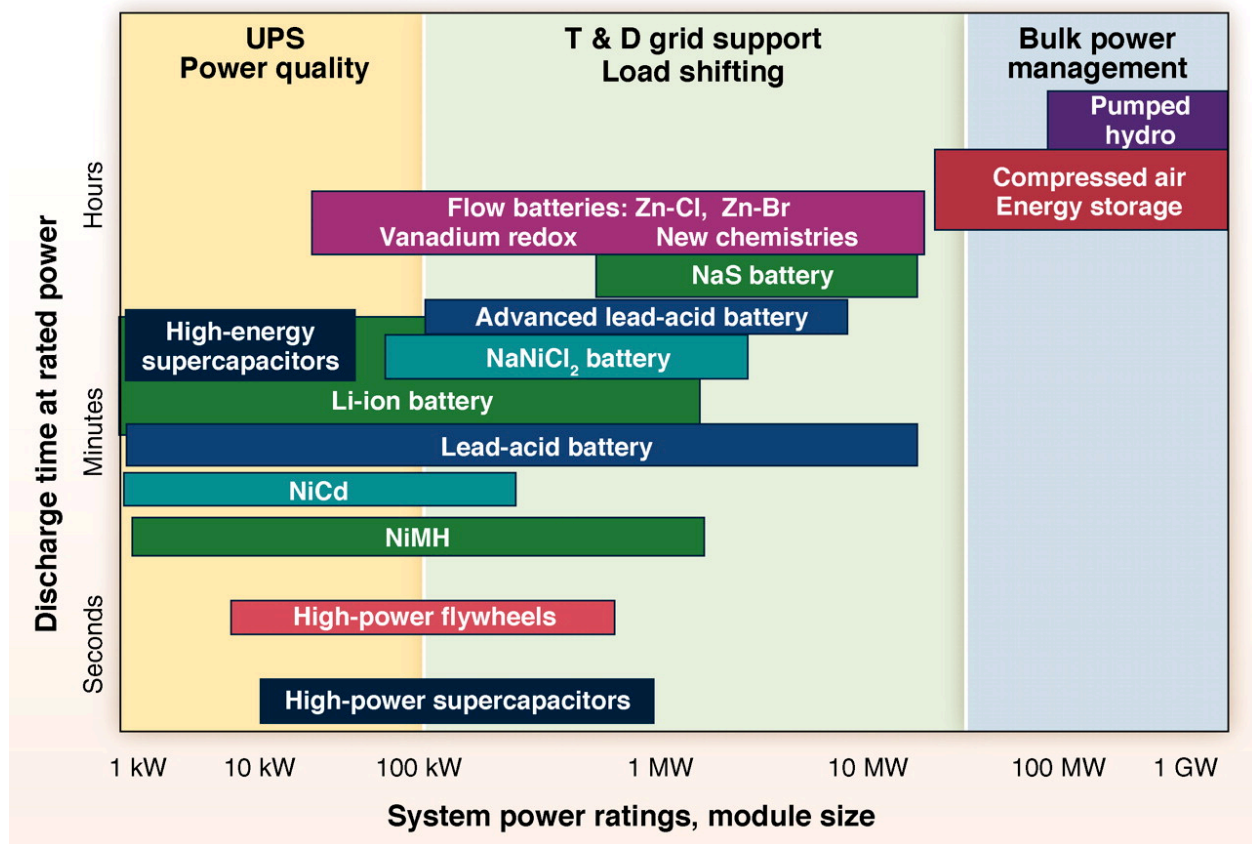 UPS
Power quality
T & D grid support
Load shifting
Bulk power
management
Pumped
hydro
Compressed air
Energy storage
Flow batteries: Zn-Cl, Zn-Br
Vanadium redox New chemistries
NaS battery
Advanced lead-acid battery
High-energy
supercapacitors
NaNiCl₂ battery
Li-ion battery
Lead-acid battery
NiCd
NiMH
High-power flywheels
High-power supercapacitors
Discharge time at rated power
Hours
Minutes
Seconds
1 kW 10 kW 100 kW 1 MW 10 MW 100 MW 1 GW
System power ratings, module size